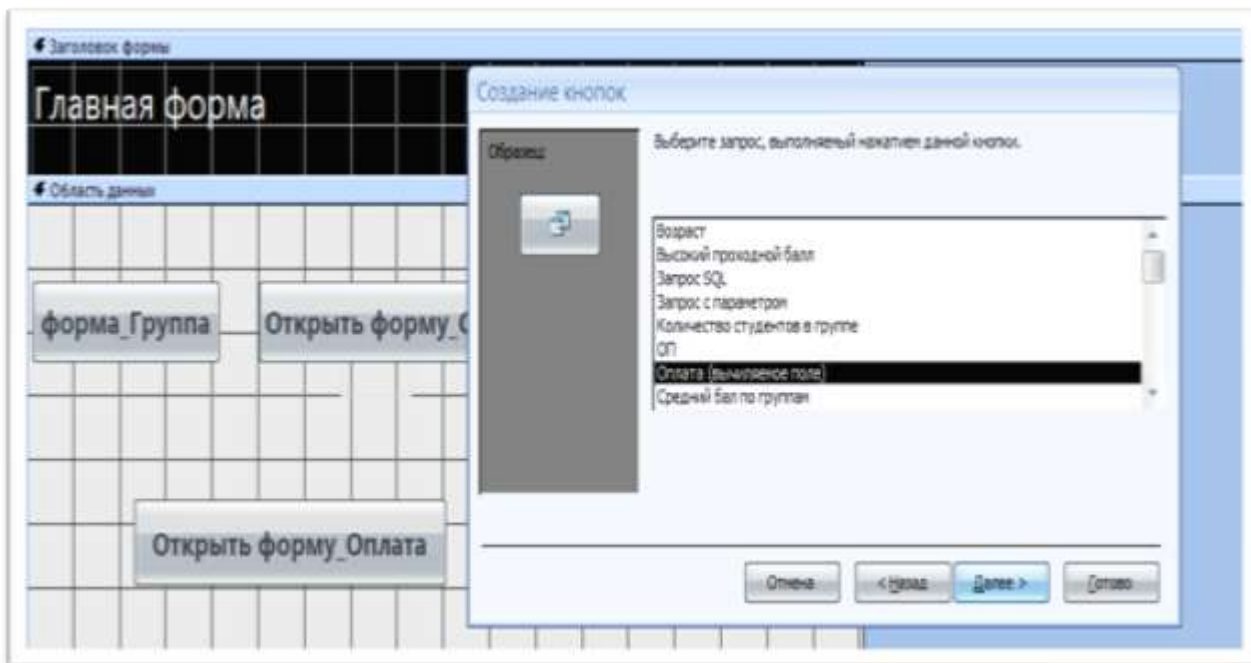 Заголовок формы
Главная форма
Область данных
форма_Группа
Открыть форму_
Открыть форму_Оплата
Создание кнопок
Образец:
Выберите запрос, выполняемый нажатием данной кнопки.
Возраст
Высокий проходной балл
Запрос SQL
Запрос с параметром
Количество студентов в группе
ОП
Оплата (вычиляемое поле)
Средний бал по группам
Отмена
< Назад
Далее >
Готово